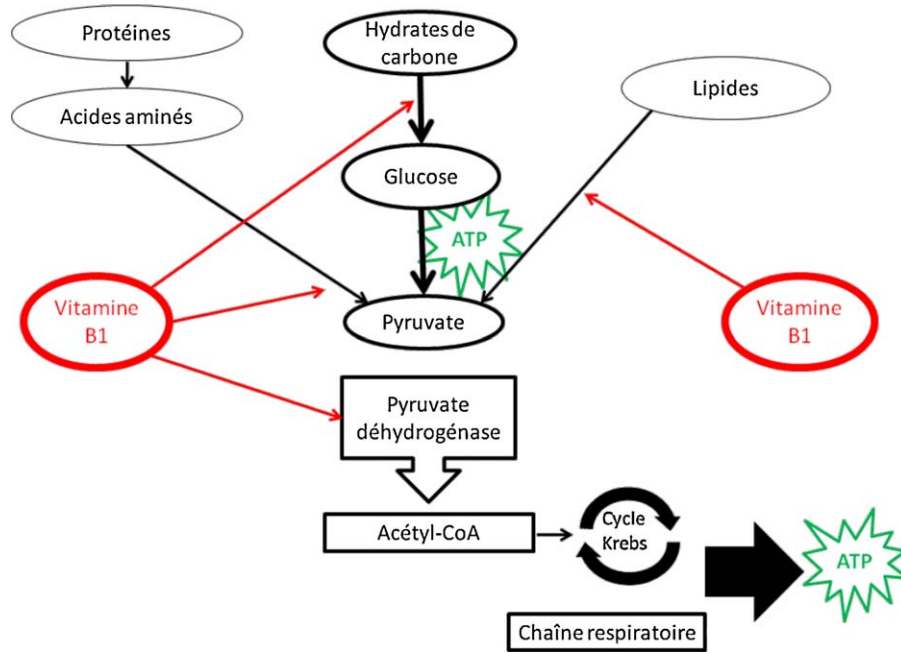 Protéines
Hydrates de
carbone
Lipides
Acides aminés
Glucose
ATP
Vitamine
B1
Pyruvate
Vitamine
B1
Pyruvate
déhydrogénase
Acétyl-CoA
Cycle
Krebs
ATP
Chaîne respiratoire